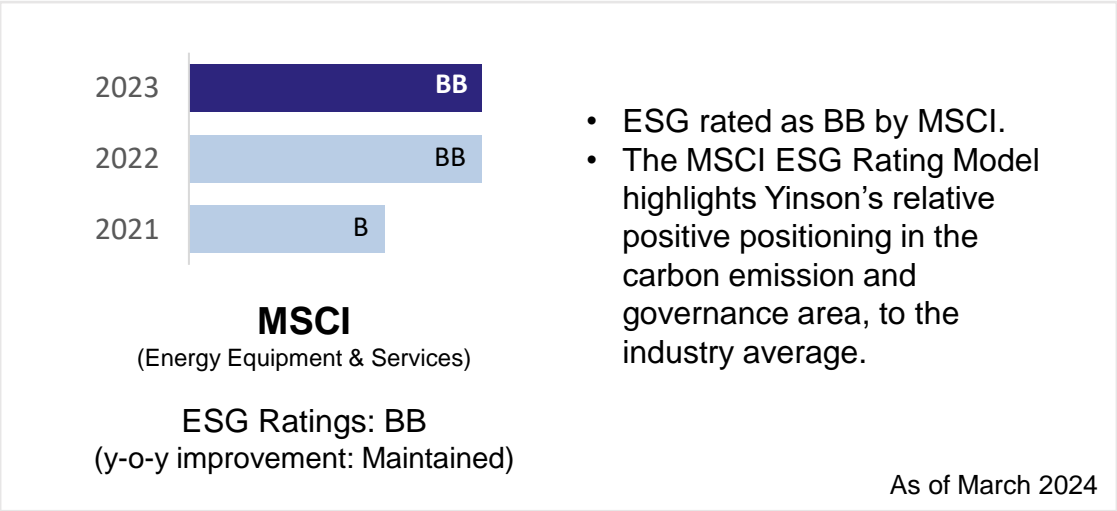 2023 BB
2022 BB
2021 B
MSCI
(Energy Equipment & Services)
ESG Ratings: BB
(y-o-y improvement: Maintained)
• ESG rated as BB by MSCI.
• The MSCI ESG Rating Model
highlights Yinson’s relative
positive positioning in the
carbon emission and
governance area, to the
industry average.
As of March 2024